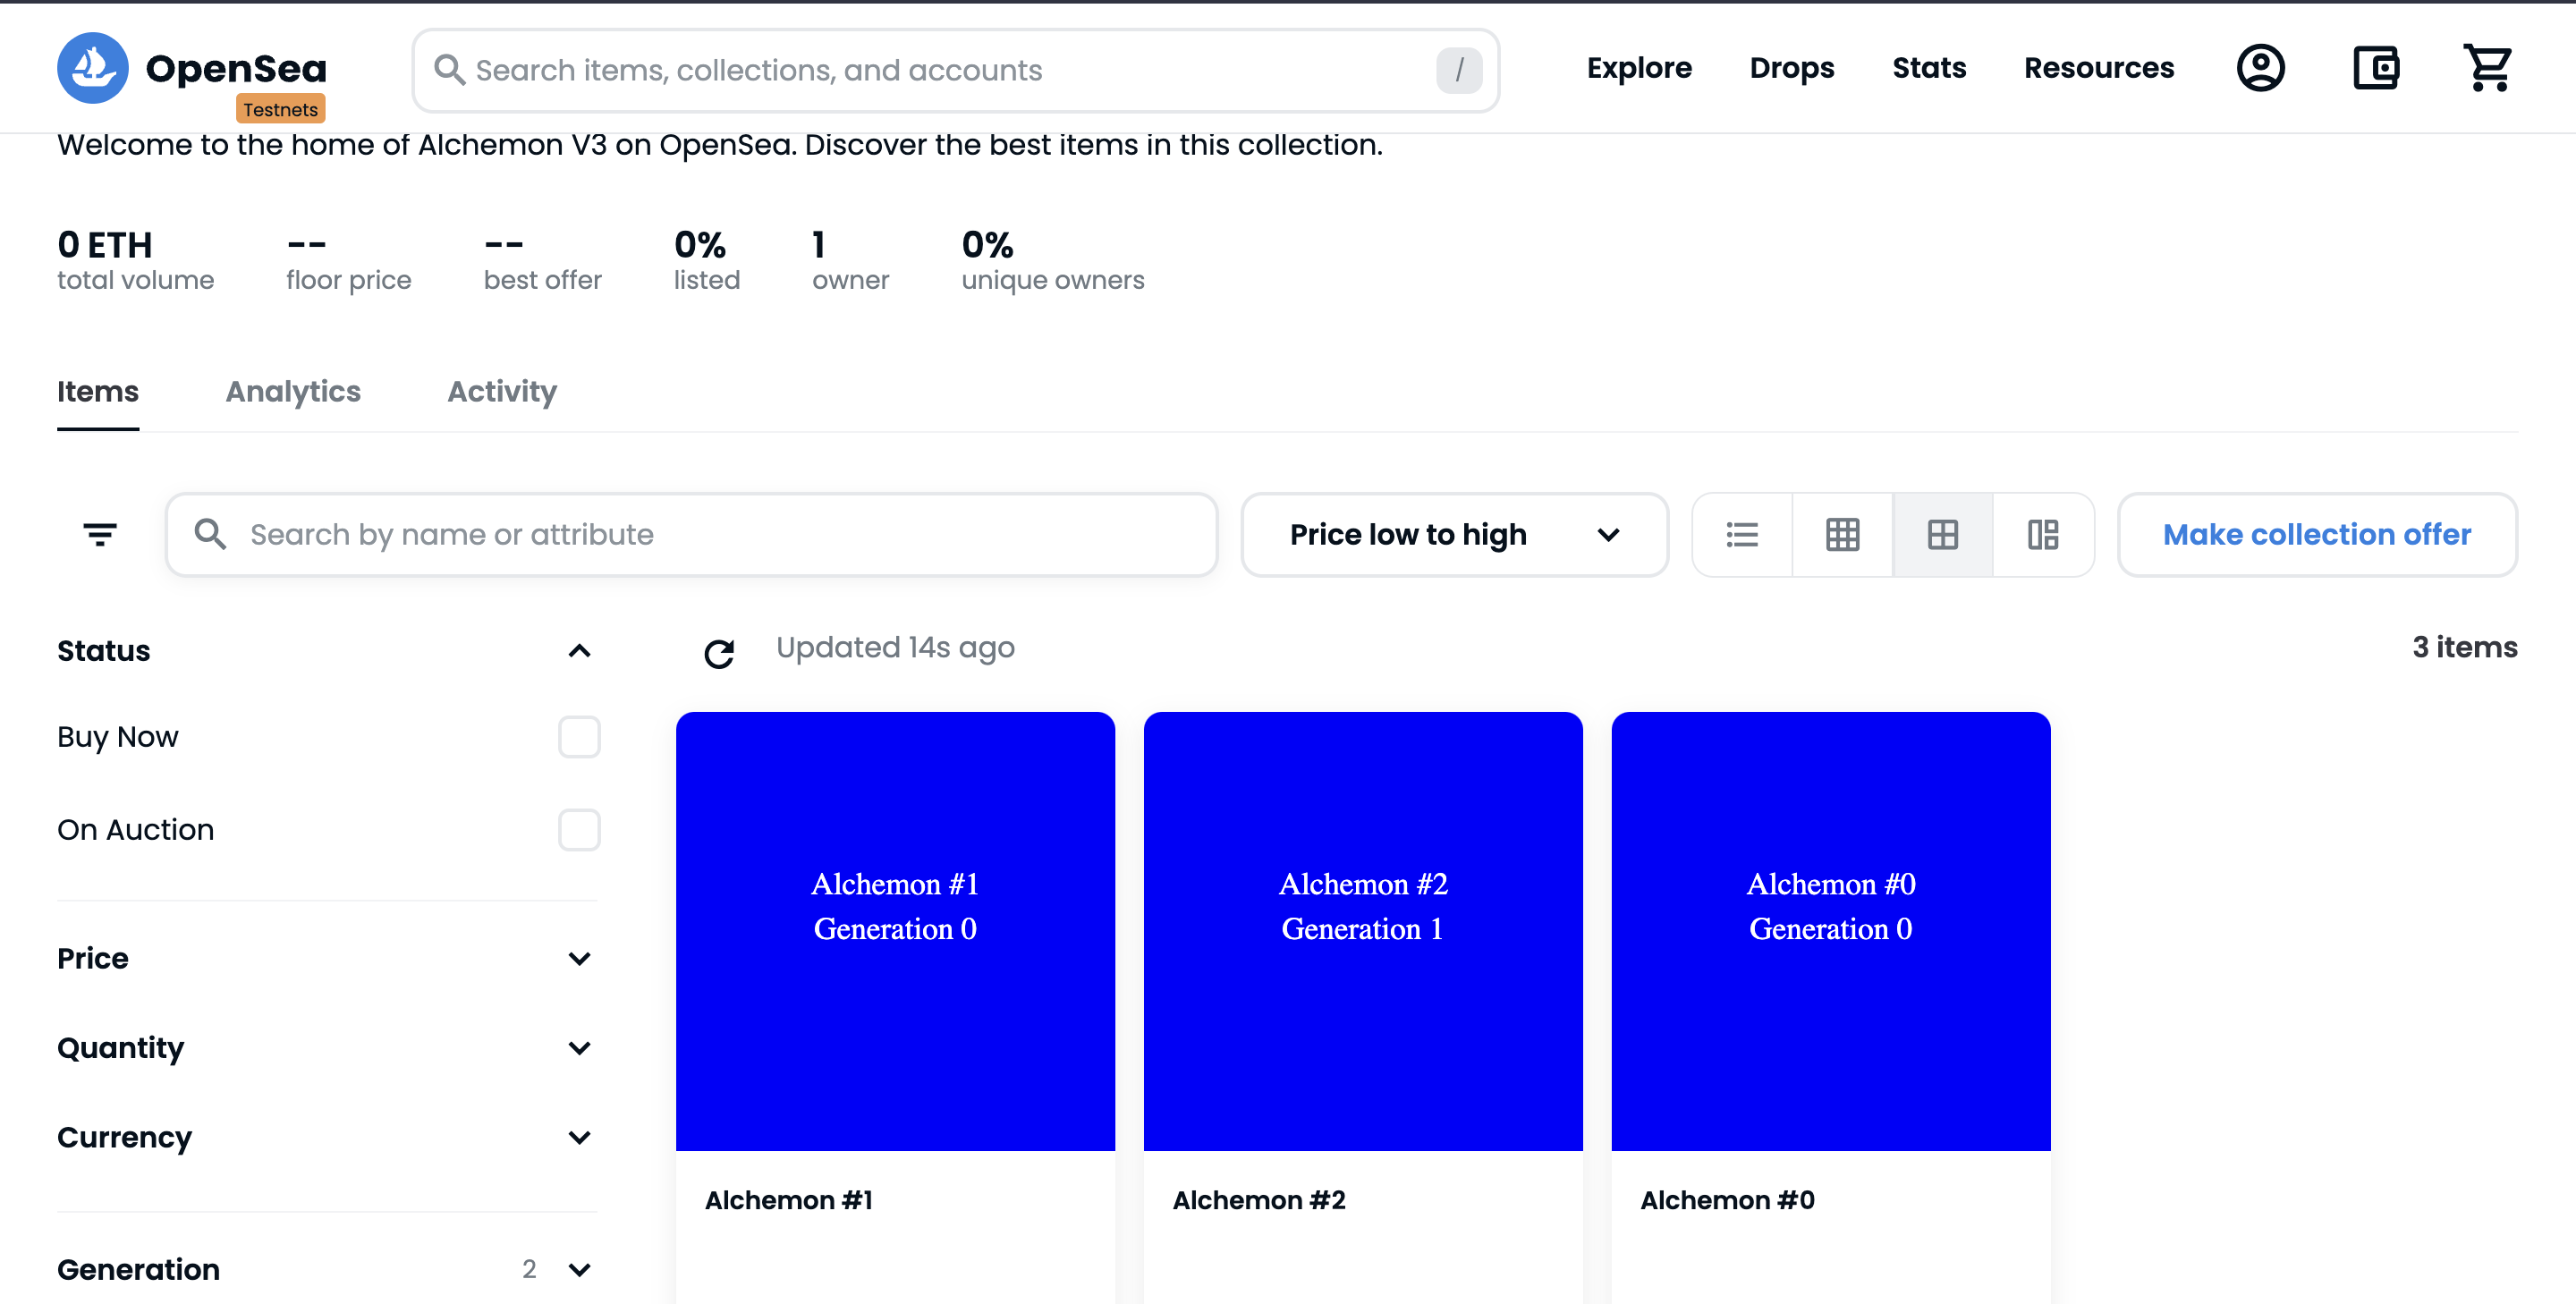 OpenSea
Testnets
Search items, collections, and accounts
/
Explore
Drops
Stats
Resources
Welcome to the home of Alchemon V3 on OpenSea. Discover the best items in this collection.
0 ETH
total volume
--
floor price
--
best offer
0%
listed
1
owner
0%
unique owners
Items
Analytics
Activity
Search by name or attribute
Price low to high
Make collection offer
Status
Buy Now
On Auction
Price
Quantity
Currency
Generation
2
Updated 14s ago
3 items
Alchemon #1
Generation 0
Alchemon #1
Alchemon #2
Generation 1
Alchemon #2
Alchemon #0
Generation 0
Alchemon #0